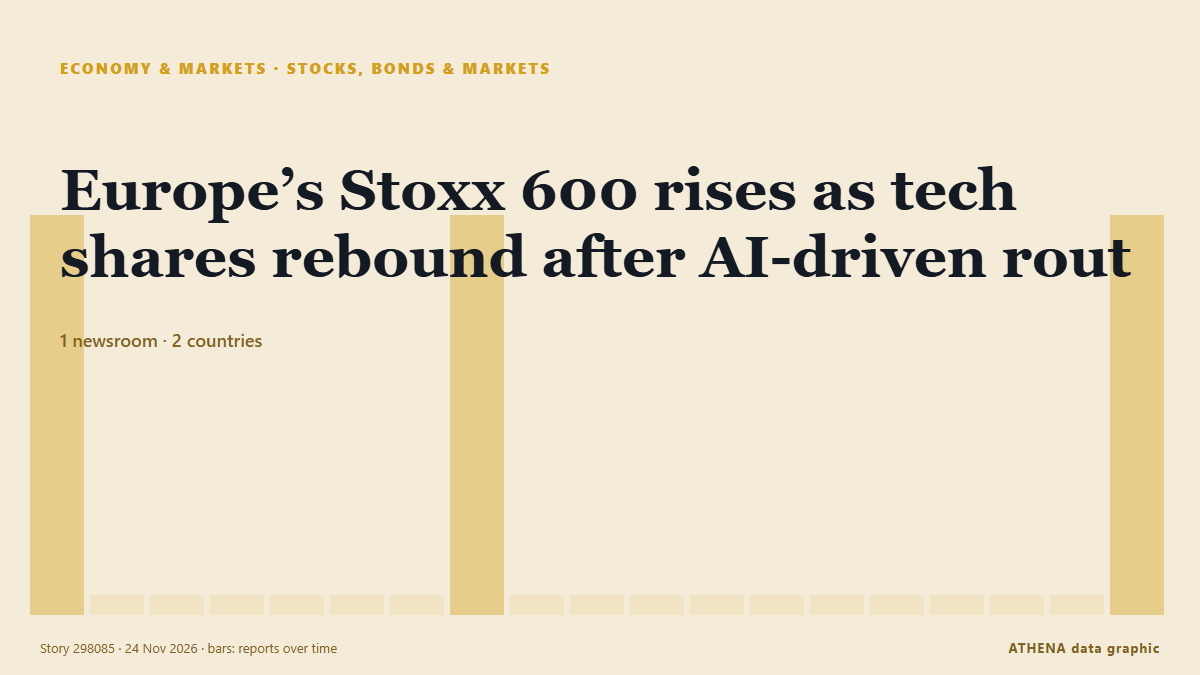 ECONOMY & MARKETS · STOCKS, BONDS & MARKETS
Europe’s Stoxx 600 rises as tech
shares rebound after AI-driven rout
1 newsroom · 2 countries
Story 298085 · 24 Nov 2026 · bars: reports over time
ATHENA data graphic